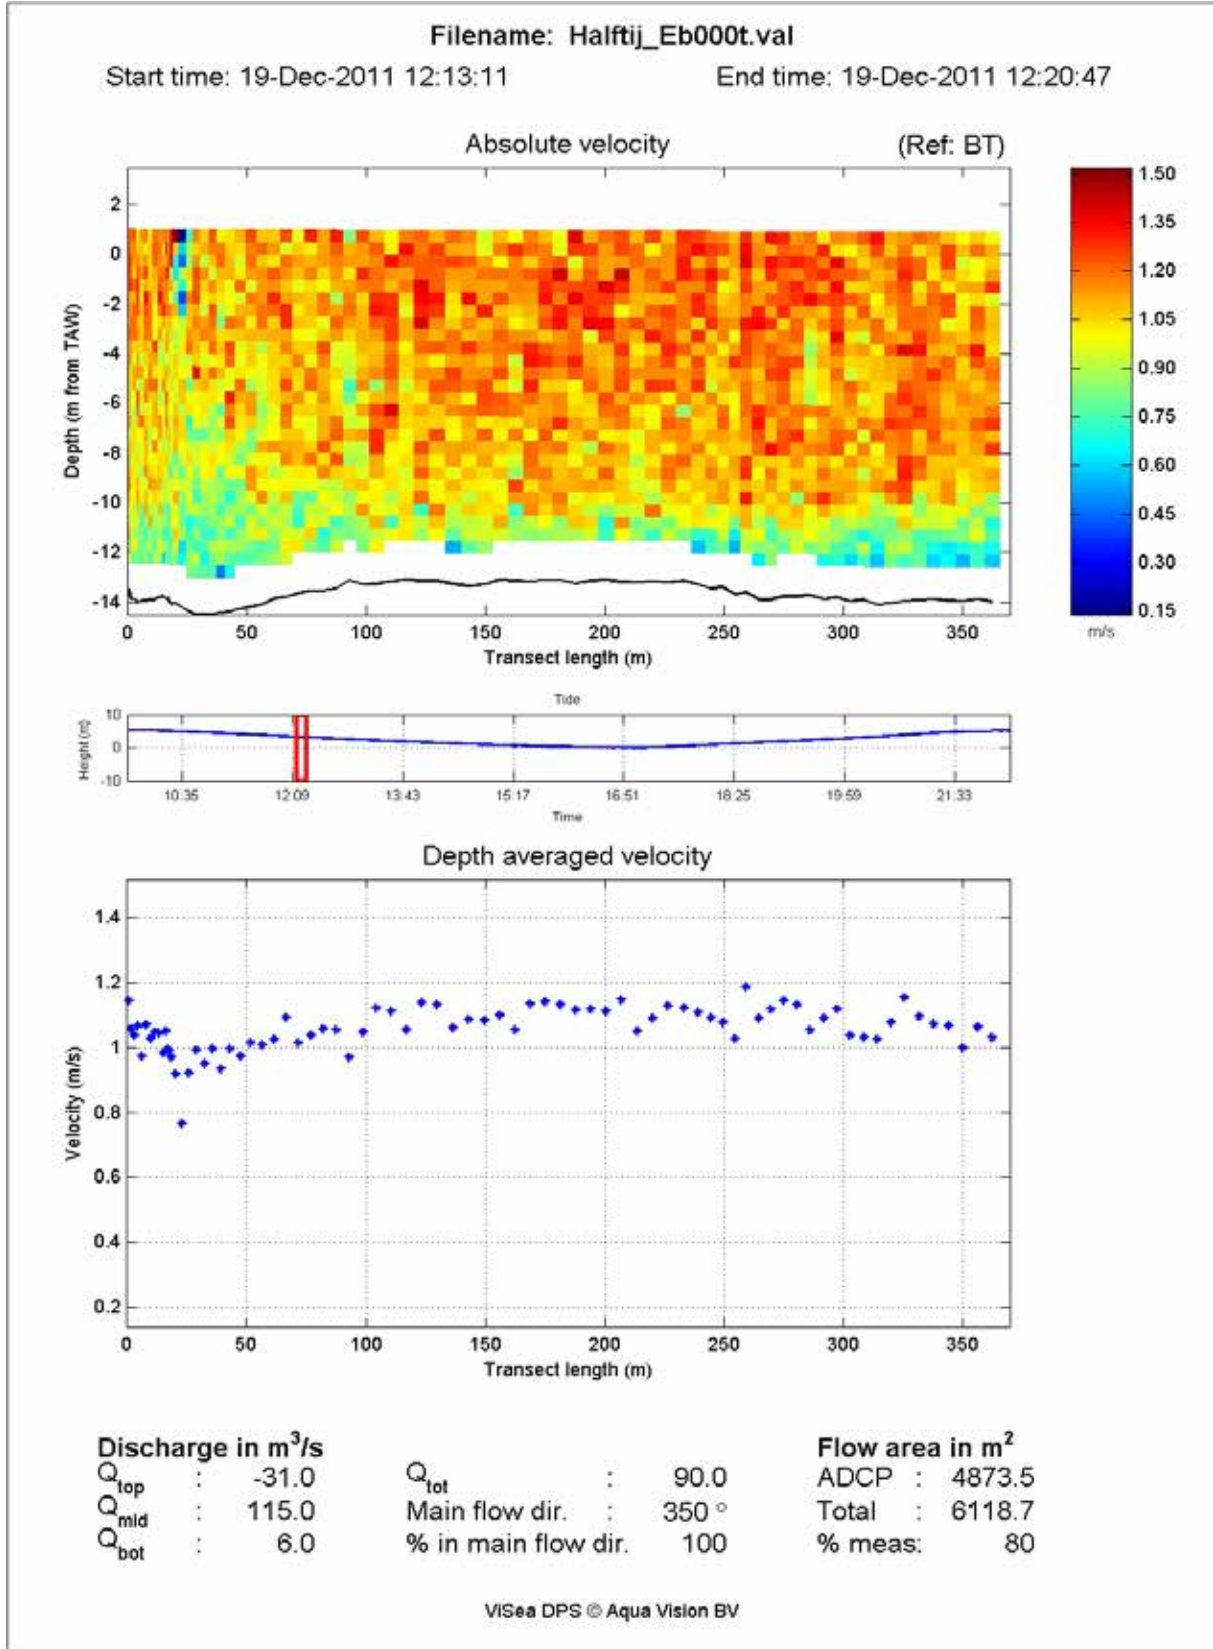 Filename: Halftij_Eb000t.val
Start time: 19-Dec-2011 12:13:11 End time: 19-Dec-2011 12:20:47
Absolute velocity (Ref: BT)
Depth (m from TAW)
2
0
-2
-4
-6
-8
-10
-12
-14
0 50 100 150 200 250 300 350
Transect length (m)
1.50
1.35
1.20
1.05
0.90
0.75
0.60
0.45
0.30
0.15
m/s
Tide
Height (m)
10
0
-10
10:35 12:09 13:43 15:17 16:51 18:25 19:59 21:33
Time
Depth averaged velocity
Velocity (m/s)
1.4
1.2
1
0.8
0.6
0.4
0.2
0 50 100 150 200 250 300 350
Transect length (m)
Discharge in m³/s Flow area in m²
Q_top : -31.0 Q_tot : 90.0 ADCP : 4873.5
Q_mid : 115.0 Main flow dir. : 350 ° Total : 6118.7
Q_bot : 6.0 % in main flow dir. 100 % meas: 80
ViSea DPS © Aqua Vision BV